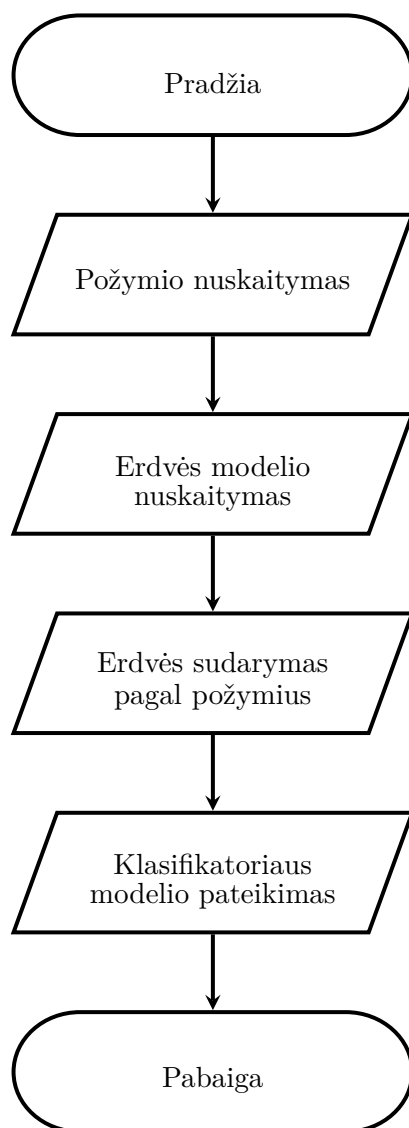 Pradžia
Požymio nuskaitymas
Erdvės modelio
nuskaitymas
Erdvės sudarymas
pagal požymius
Klasifikatoriaus
modelio pateikimas
Pabaiga